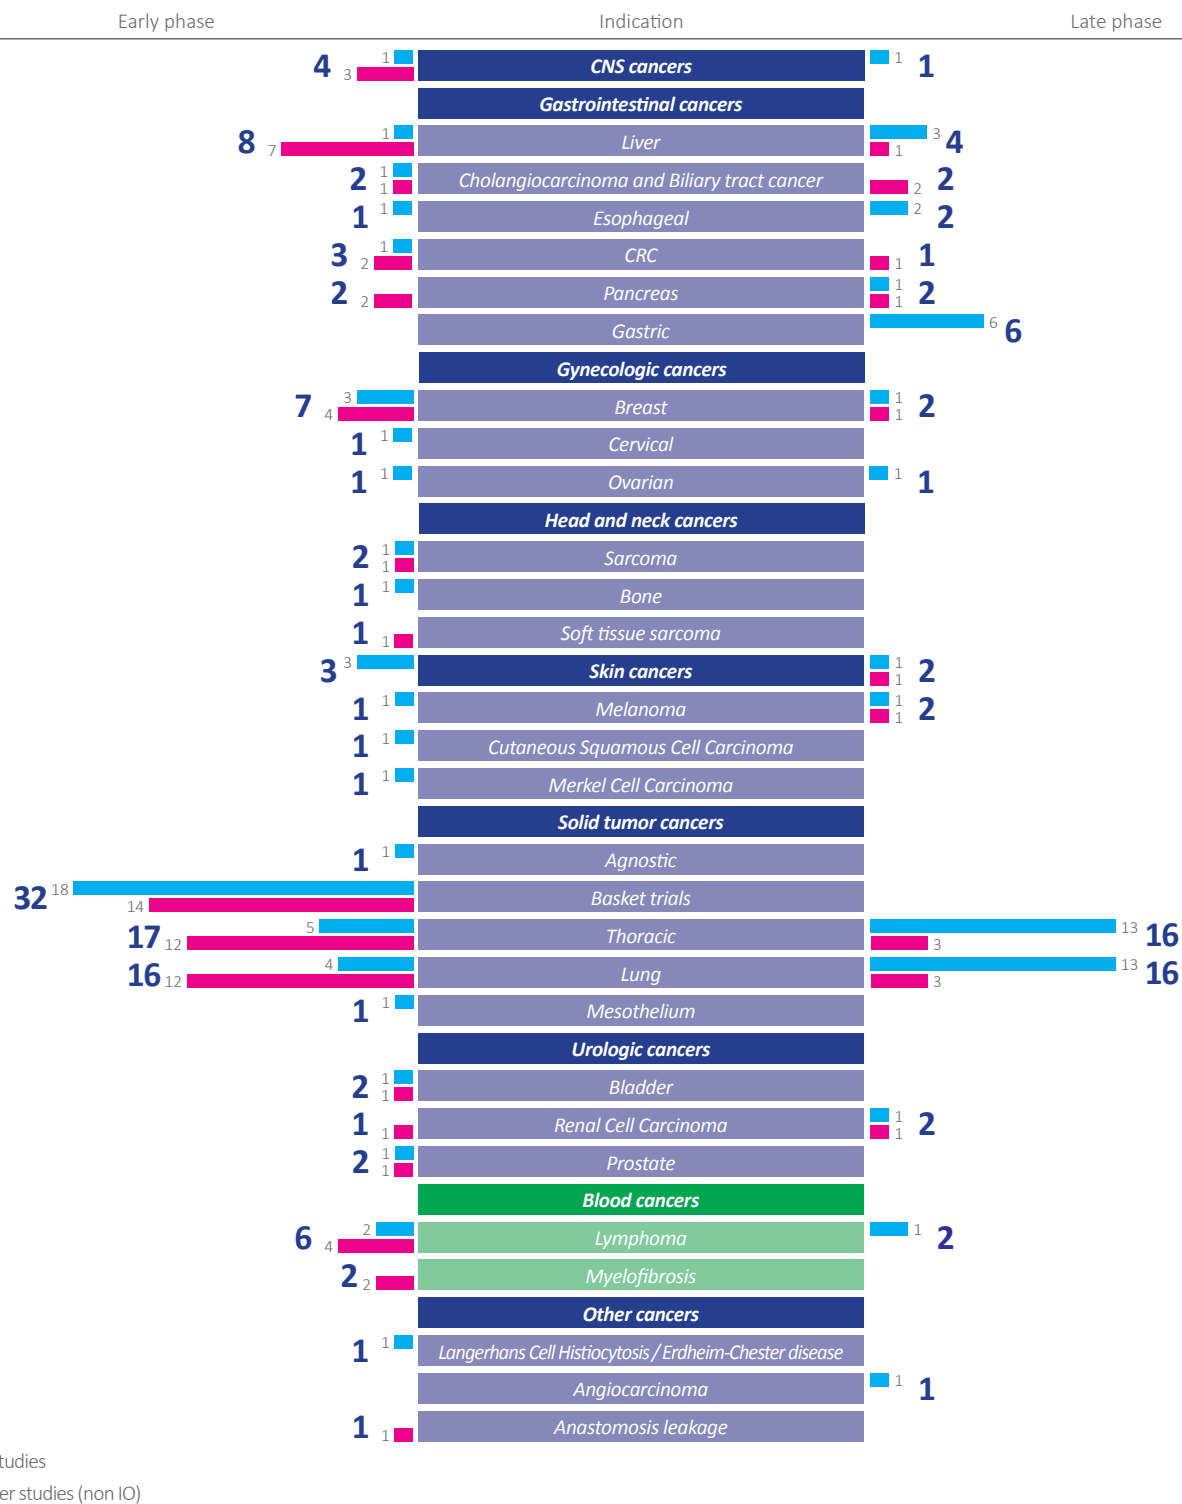 Early phase Indication Late phase
4 1 3 CNS cancers 1 1
Gastrointestinal cancers
8 1 7 Liver 3 1 4
2 1 1 Cholangiocarcinoma and Biliary tract cancer 2 2
1 1 Esophageal 2 2
3 1 2 CRC 1 1
2 2 Pancreas 1 1 2
Gastric 6 6
Gynecologic cancers
7 3 4 Breast 1 1 2
1 1 Cervical
1 1 Ovarian 1 1
Head and neck cancers
2 1 1 Sarcoma
1 1 Bone
1 1 Soft tissue sarcoma
3 3 Skin cancers 1 1 2
1 1 Melanoma 1 1 2
1 1 Cutaneous Squamous Cell Carcinoma
1 1 Merkel Cell Carcinoma
Solid tumor cancers
1 1 Agnostic
32 18 14 Basket trials
17 5 12 Thoracic 13 3 16
16 4 12 Lung 13 3 16
1 1 Mesothelium
Urologic cancers
2 1 1 Bladder
1 1 Renal Cell Carcinoma 1 1 2
2 1 1 Prostate
Blood cancers
6 2 4 Lymphoma 1 2
2 2 Myelofibrosis
Other cancers
1 1 Langerhans Cell Histiocytosis / Erdheim-Chester disease
Angiocarcinoma 1 1
1 1 Anastomosis leakage
tudies
er studies (non IO)